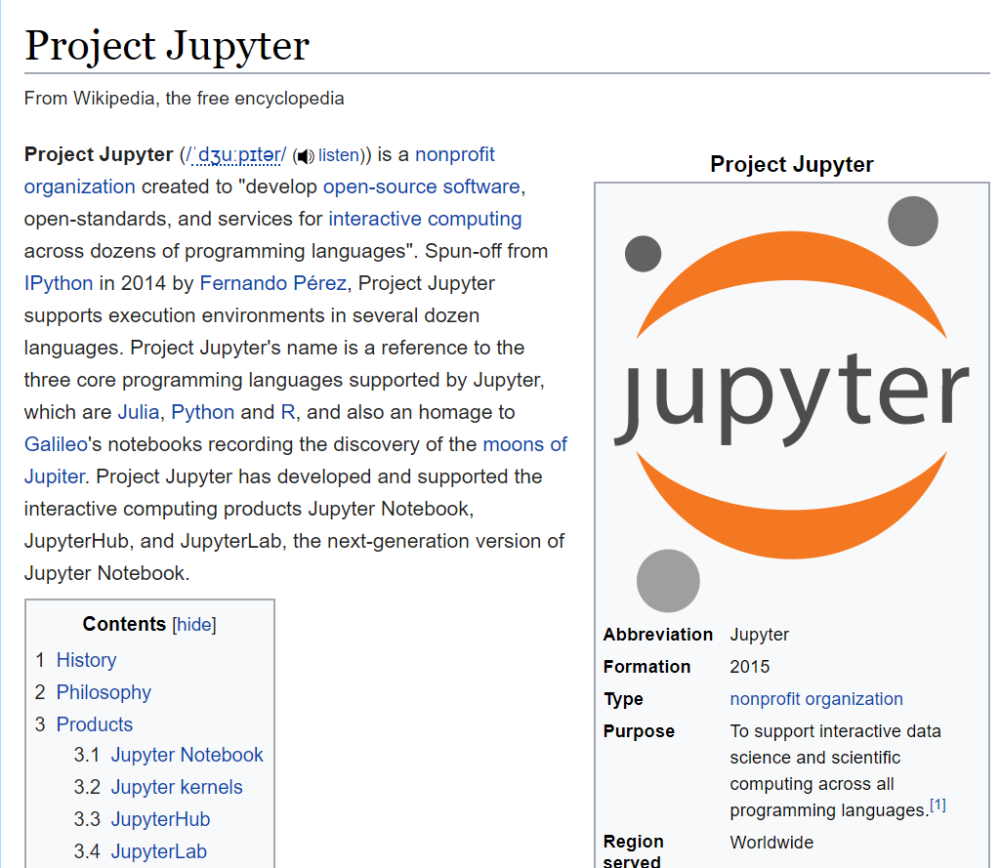 Project Jupyter
From Wikipedia, the free encyclopedia
Project Jupyter (/ˈdʒuːpɪtər/ (listen)) is a nonprofit
organization created to "develop open-source software,
open-standards, and services for interactive computing
across dozens of programming languages". Spun-off from
IPython in 2014 by Fernando Pérez, Project Jupyter
supports execution environments in several dozen
languages. Project Jupyter's name is a reference to the
three core programming languages supported by Jupyter,
which are Julia, Python and R, and also an homage to
Galileo's notebooks recording the discovery of the moons of
Jupiter. Project Jupyter has developed and supported the
interactive computing products Jupyter Notebook,
JupyterHub, and JupyterLab, the next-generation version of
Jupyter Notebook.
Contents [hide]
1 History
2 Philosophy
3 Products
3.1 Jupyter Notebook
3.2 Jupyter kernels
3.3 JupyterHub
3.4 JupyterLab
Project Jupyter
jupyter
Abbreviation Jupyter
Formation 2015
Type nonprofit organization
Purpose To support interactive data
science and scientific
computing across all
programming languages.[1]
Region Worldwide
served